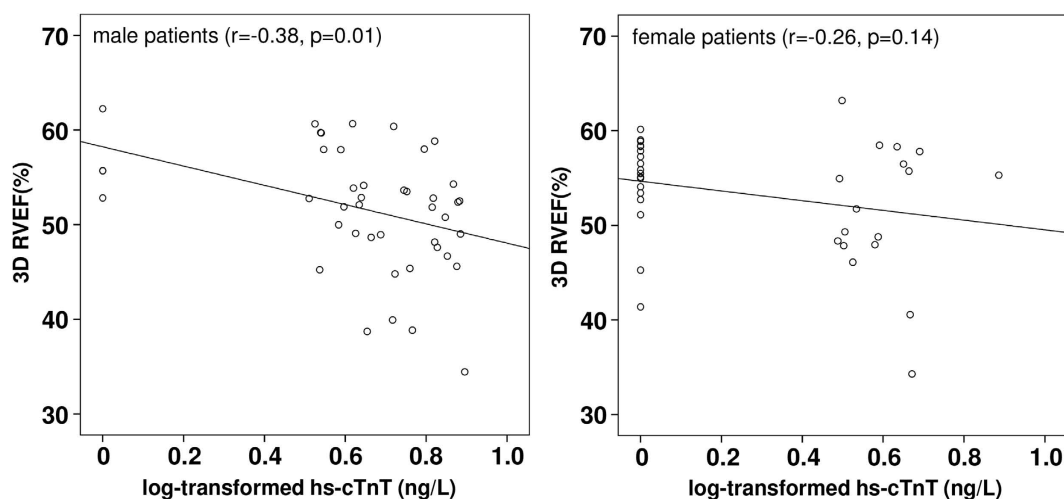 male patients (r=-0.38, p=0.01)
70
60
50
40
30
3D RVEF(%)
0 0.2 0.4 0.6 0.8 1.0
log-transformed hs-cTnT (ng/L)
female patients (r=-0.26, p=0.14)
70
60
50
40
30
3D RVEF(%)
0 0.2 0.4 0.6 0.8 1.0
log-transformed hs-cTnT (ng/L)